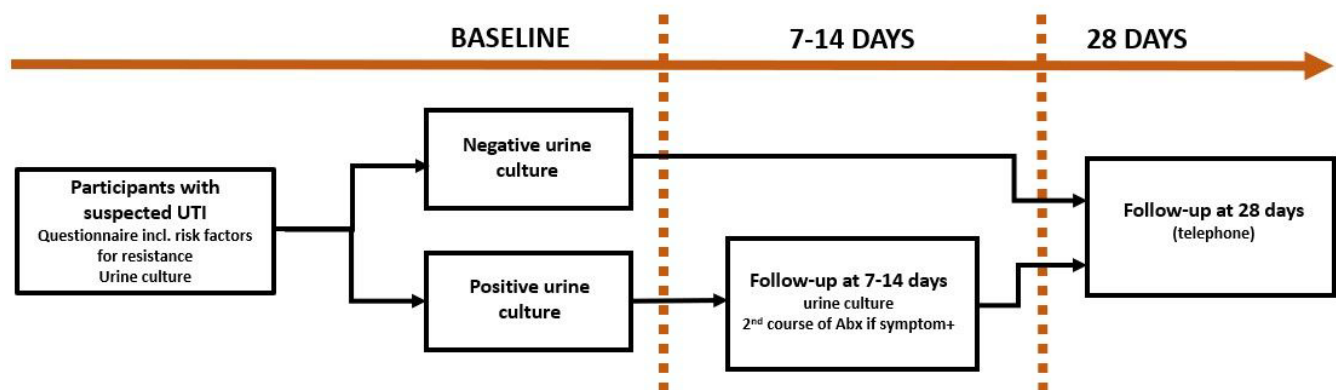 BASELINE
7-14 DAYS
28 DAYS
Participants with
suspected UTI
Questionnaire incl. risk factors
for resistance
Urine culture
Negative urine
culture
Positive urine
culture
Follow-up at 7-14 days
urine culture
2nd course of Abx if symptom+
Follow-up at 28 days
(telephone)